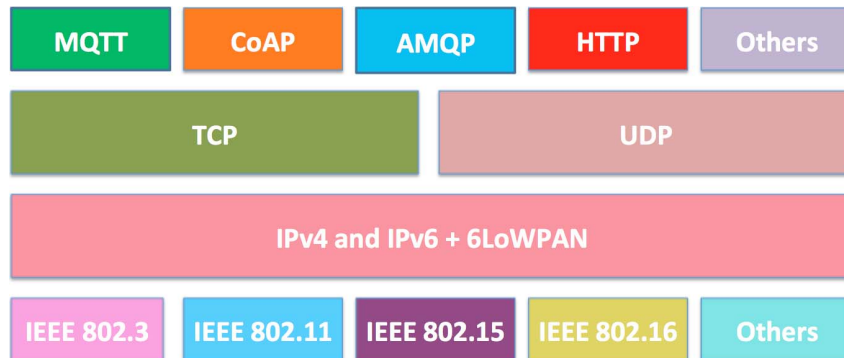 MQTT
CoAP
AMQP
HTTP
Others
TCP
UDP
IPv4 and IPv6 + 6LoWPAN
IEEE 802.3
IEEE 802.11
IEEE 802.15
IEEE 802.16
Others